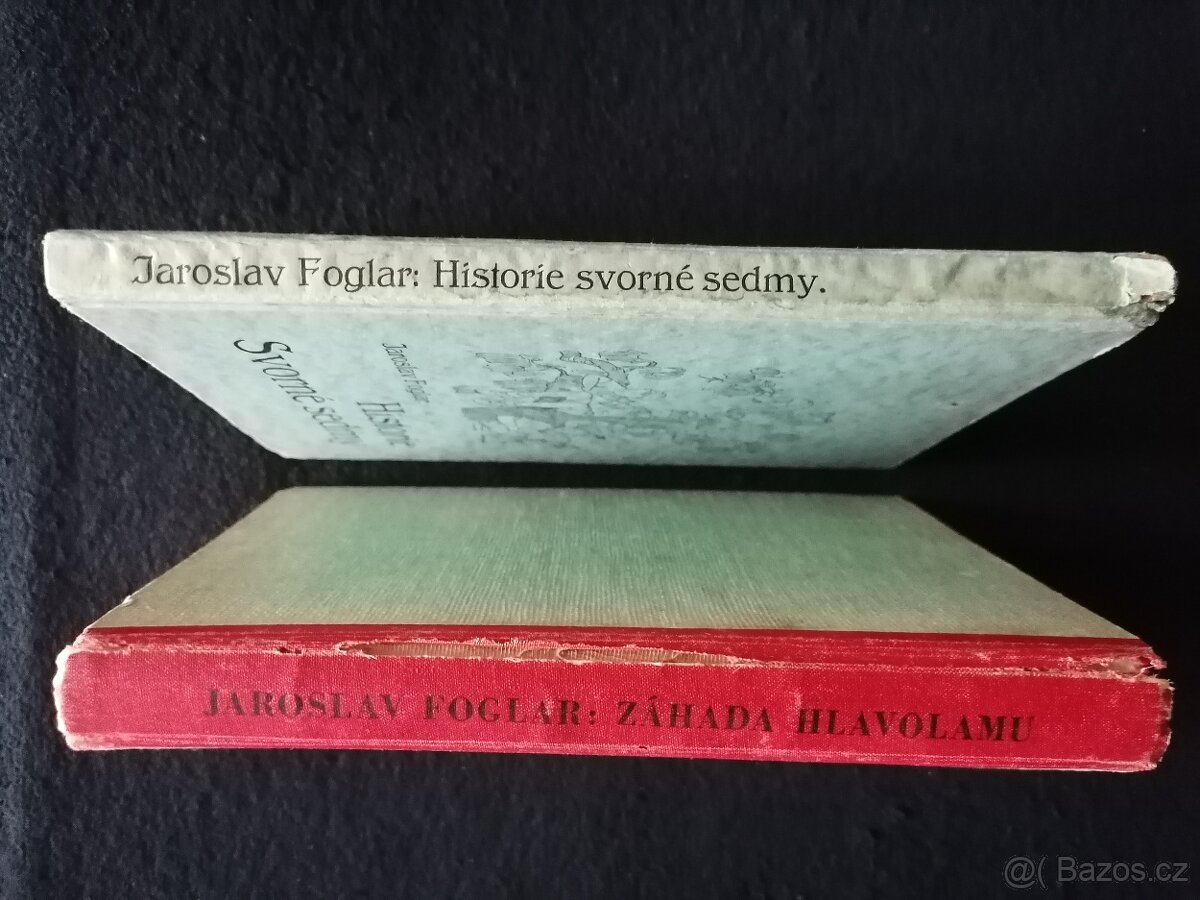 Jaroslav Foglar: Historie svorné sedmy.
Jaroslav Foglar
Historie
Svorné sedmy
JAROSLAV FOGLAR: ZÁHADA HLAVOLAMU
@( Bazos.cz